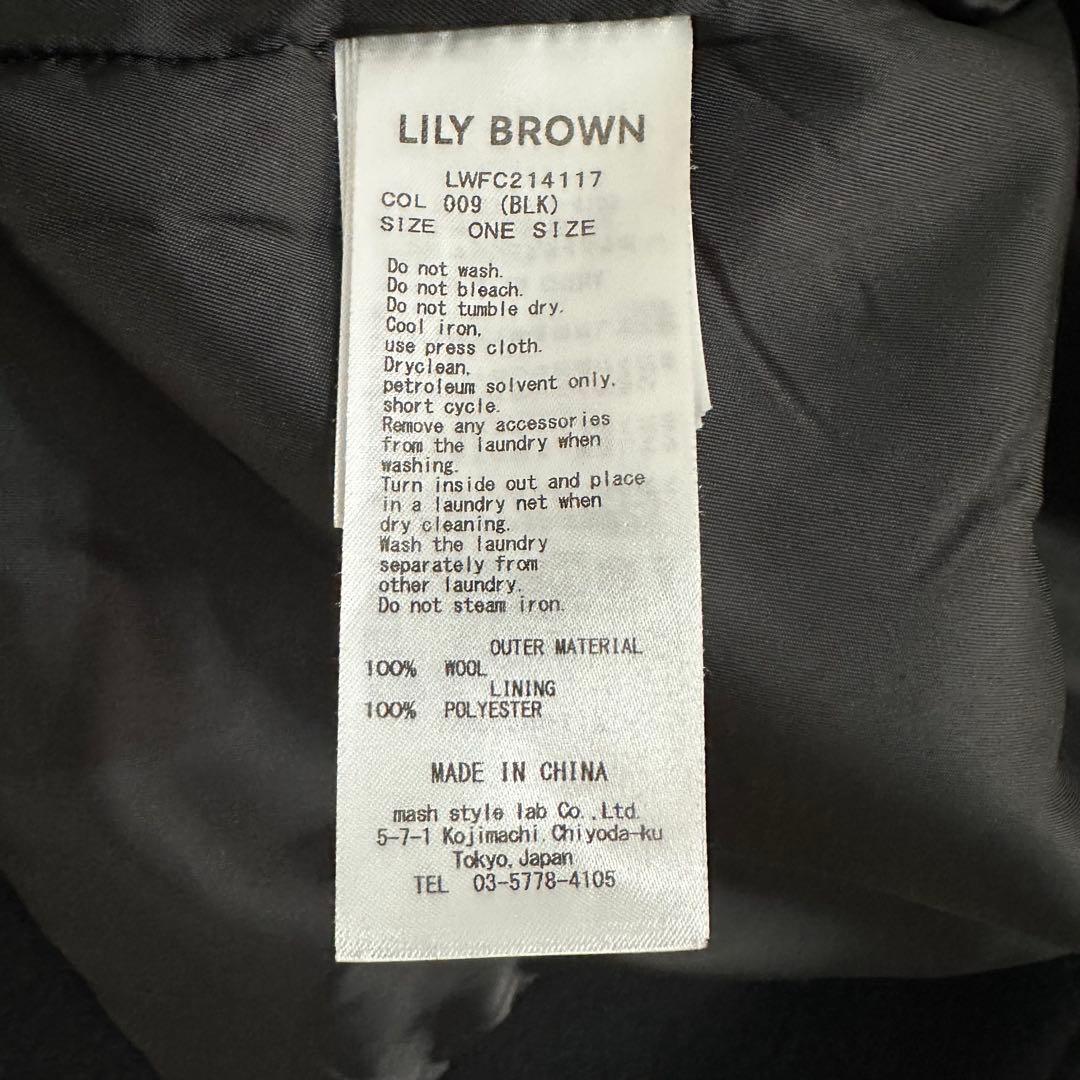 LILY BROWN
LWFC214117
COL 009 (BLK)
SIZE ONE SIZE
Do not wash.
Do not bleach.
Do not tumble dry.
Cool iron,
use press cloth.
Dryclean,
petroleum solvent only,
short cycle.
Remove any accessories
from the laundry when
washing.
Turn inside out and place
in a laundry net when
dry cleaning.
Wash the laundry
separately from
other laundry.
Do not steam iron.
OUTER MATERIAL
100% WOOL
LINING
100% POLYESTER
MADE IN CHINA
mash style lab Co.,Ltd.
5-7-1 Kojimachi, Chiyoda-ku
Tokyo, Japan
TEL 03-5778-4105